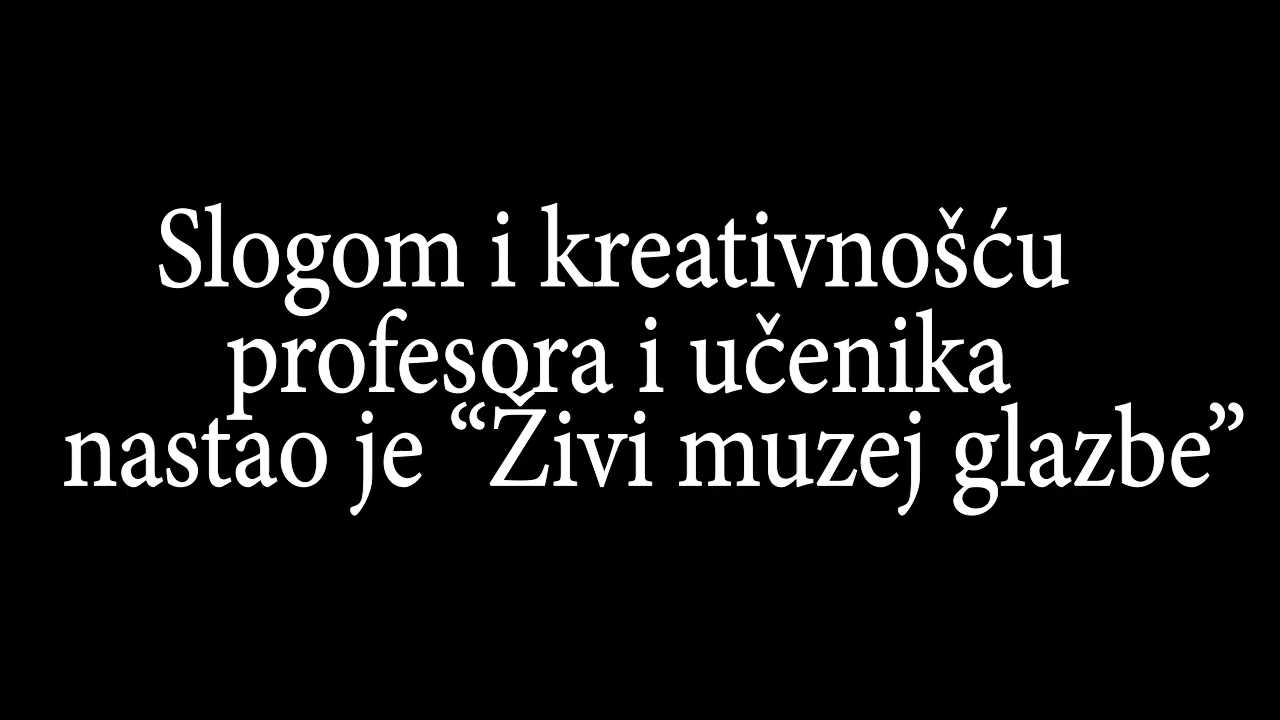 Slogom i kreativnošću
profesora i učenika
nastao je “Živi muzej glazbe”